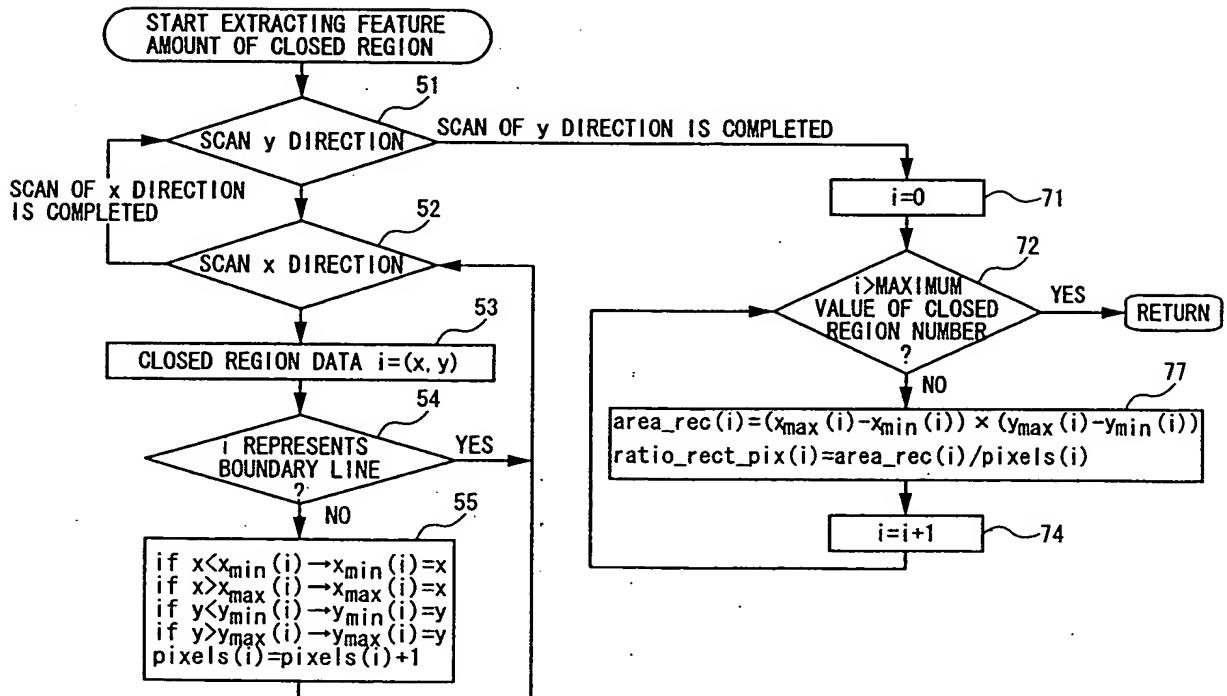 START EXTRACTING FEATURE
AMOUNT OF CLOSED REGION
51
SCAN y DIRECTION
SCAN OF y DIRECTION IS COMPLETED
SCAN OF x DIRECTION
IS COMPLETED
52
SCAN x DIRECTION
53
CLOSED REGION DATA i=(x, y)
54
i REPRESENTS
BOUNDARY LINE
?
YES
NO
55
if x<xmin(i)→xmin(i)=x
if x>xmax(i)→xmax(i)=x
if y<ymin(i)→ymin(i)=y
if y>ymax(i)→ymax(i)=y
pixels(i)=pixels(i)+1
i=0
71
72
i>MAXIMUM
VALUE OF CLOSED
REGION NUMBER
?
YES
RETURN
NO
77
area_rec(i)=(xmax(i)-xmin(i))×(ymax(i)-ymin(i))
ratio_rect_pix(i)=area_rec(i)/pixels(i)
i=i+1
74